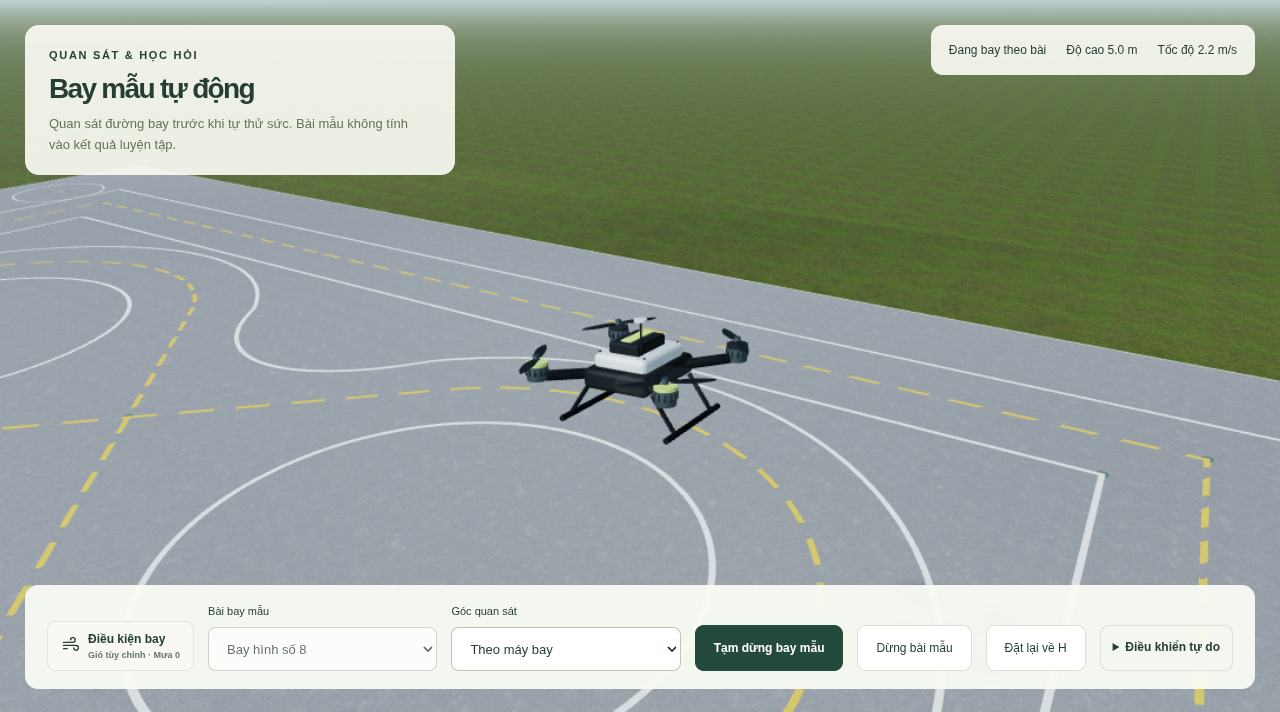 QUAN SÁT & HỌC HỎI
Bay mẫu tự động
Quan sát đường bay trước khi tự thử sức. Bài mẫu không tính
vào kết quả luyện tập.
Đang bay theo bài
Độ cao 5.0 m
Tốc độ 2.2 m/s
Điều kiện bay
Gió tùy chỉnh · Mưa 0
Bài bay mẫu
Bay hình số 8
Góc quan sát
Theo máy bay
Tạm dừng bay mẫu
Dừng bài mẫu
Đặt lại về H
Điều khiển tự do